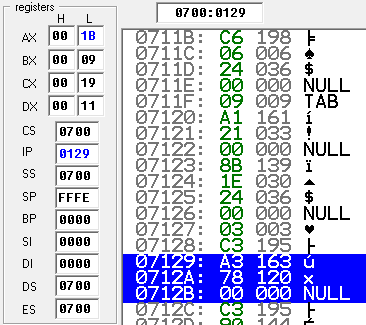 registers
H L
AX 00 1B
BX 00 09
CX 00 19
DX 00 11
CS 0700
IP 0129
SS 0700
SP FFFE
BP 0000
SI 0000
DI 0000
DS 0700
ES 0700
0700:0129
0711B: C6 198 ╞
0711C: 06 006 ♠
0711D: 24 036 $
0711E: 00 000 NULL
0711F: 09 009 TAB
07120: A1 161 í
07121: 21 033 !
07122: 00 000 NULL
07123: 8B 139 ï
07124: 1E 030 ▲
07125: 24 036 $
07126: 00 000 NULL
07127: 03 003 ♥
07128: C3 195 ├
07129: A3 163 ú
0712A: 78 120 x
0712B: 00 000 NULL
0712C: C3 195 ├